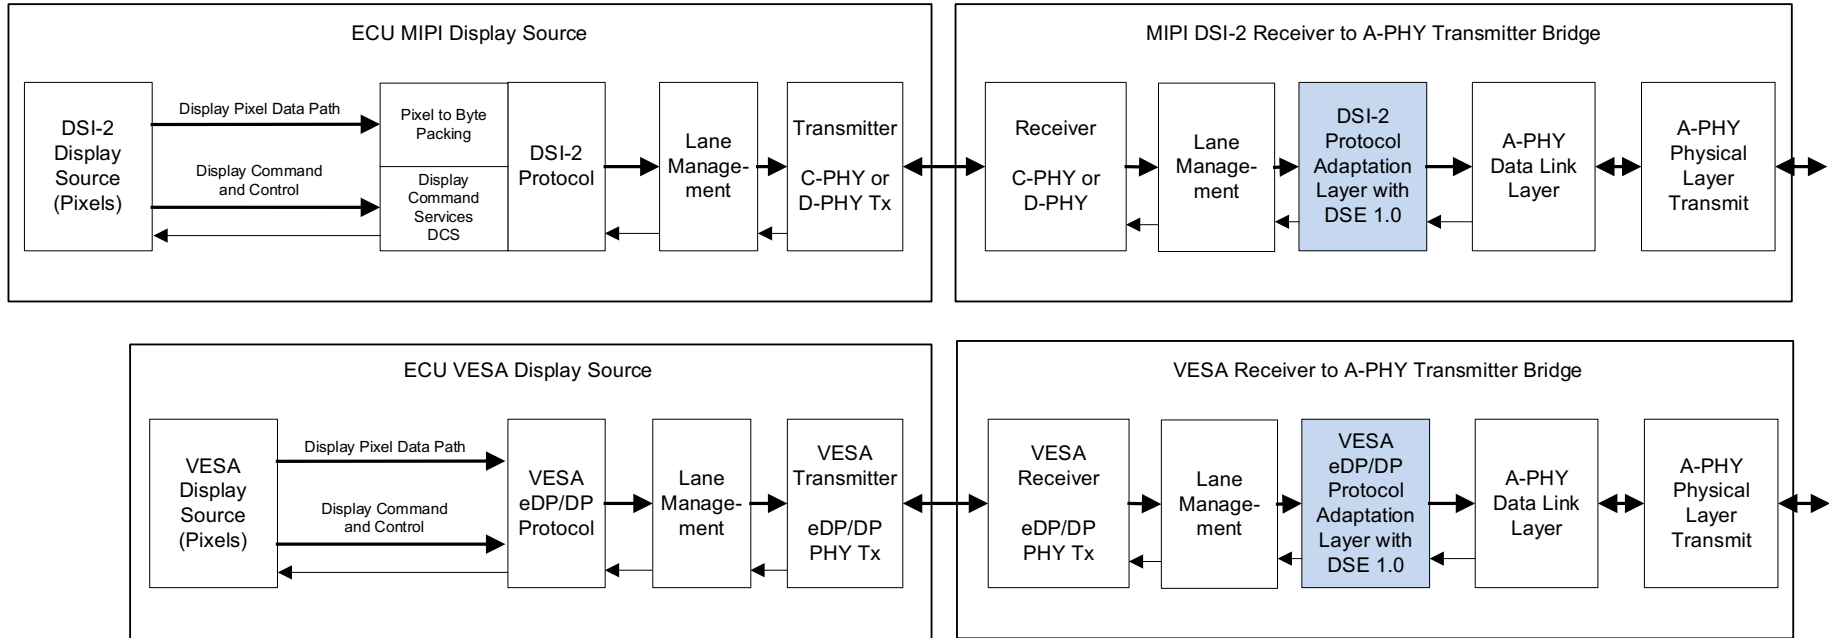 ECU MIPI Display Source
DSI-2
Display
Source
(Pixels)
Display Pixel Data Path
Display Command
and Control
Pixel to Byte
Packing
Display
Command
Services
DCS
DSI-2
Protocol
Lane
Manage-
ment
Transmitter
C-PHY or
D-PHY Tx
MIPI DSI-2 Receiver to A-PHY Transmitter Bridge
Receiver
C-PHY or
D-PHY
Lane
Manage-
ment
DSI-2
Protocol
Adaptation
Layer with
DSE 1.0
A-PHY
Data Link
Layer
A-PHY
Physical
Layer
Transmit
ECU VESA Display Source
VESA
Display
Source
(Pixels)
Display Pixel Data Path
Display Command
and Control
VESA
eDP/DP
Protocol
Lane
Manage-
ment
VESA
Transmitter
eDP/DP
PHY Tx
VESA Receiver to A-PHY Transmitter Bridge
VESA
Receiver
eDP/DP
PHY Tx
Lane
Manage-
ment
VESA
eDP/DP
Protocol
Adaptation
Layer with
DSE 1.0
A-PHY
Data Link
Layer
A-PHY
Physical
Layer
Transmit